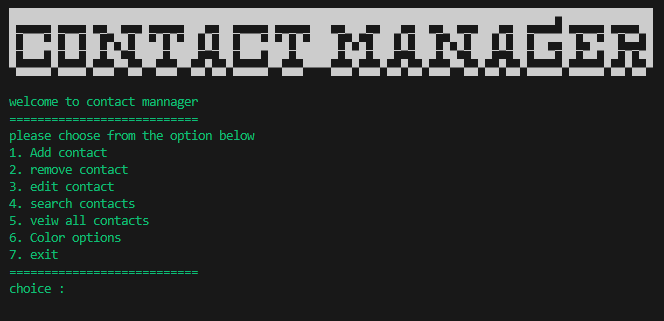 CONTACT MANAGER
welcome to contact mannager
===========================
please choose from the option below
1. Add contact
2. remove contact
3. edit contact
4. search contacts
5. veiw all contacts
6. Color options
7. exit
===========================
choice :